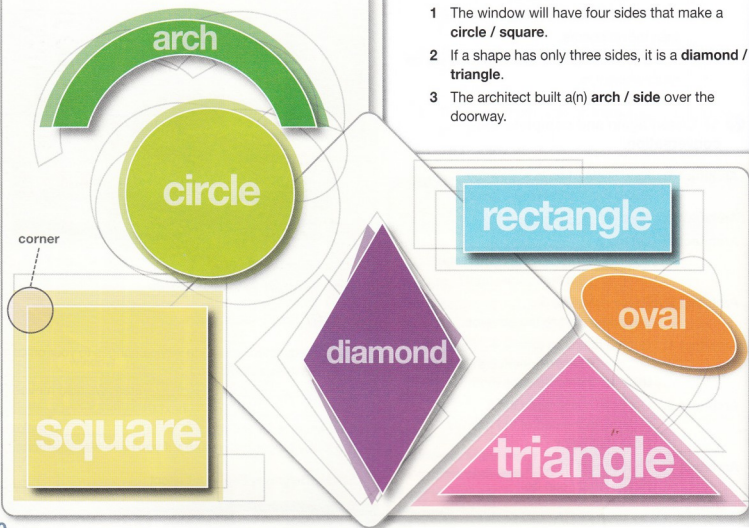 arch
1 The window will have four sides that make a
circle / square.
2 If a shape has only three sides, it is a diamond /
triangle.
3 The architect built a(n) arch / side over the
doorway.
circle
rectangle
corner
oval
diamond
square
triangle